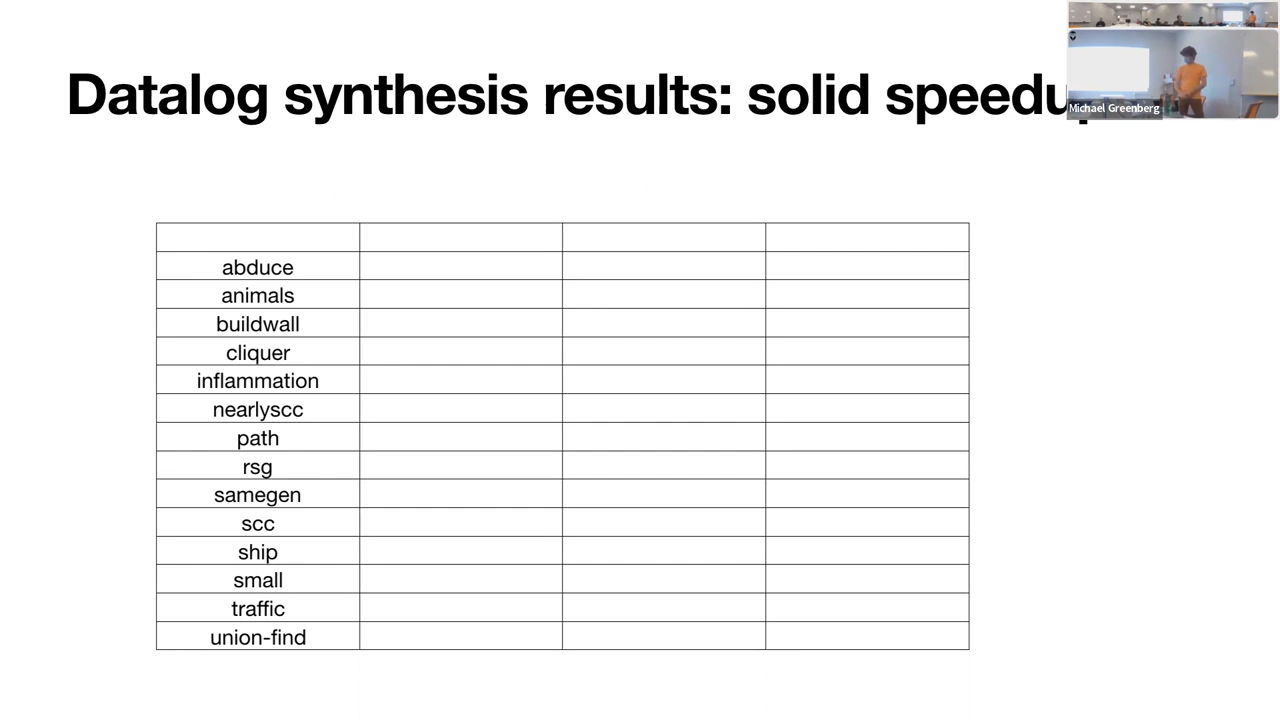 Datalog synthesis results: solid speedup
Michael Greenberg
abduce
animals
buildwall
cliquer
inflammation
nearlyscc
path
rsg
samegen
scc
ship
small
traffic
union-find